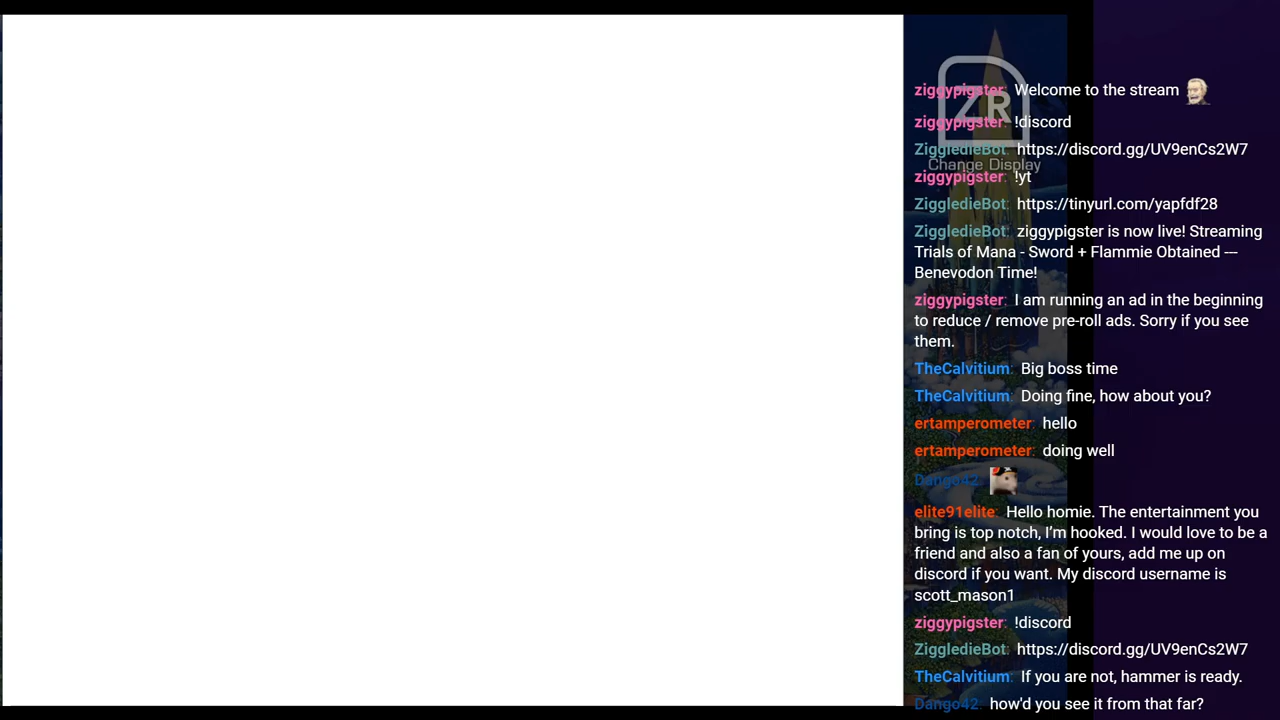 ziggypigster: Welcome to the stream
ZR
ziggypigster: !discord
ZiggledieBot: https://discord.gg/UV9enCs2W7
Change Display
ziggypigster: !yt
ZiggledieBot: https://tinyurl.com/yapfdf28
ZiggledieBot: ziggypigster is now live! Streaming
Trials of Mana - Sword + Flammie Obtained ---
Benevodon Time!
ziggypigster: I am running an ad in the beginning
to reduce / remove pre-roll ads. Sorry if you see
them.
TheCalvitium: Big boss time
TheCalvitium: Doing fine, how about you?
ertamperometer: hello
ertamperometer: doing well
Dango42:
elite91elite: Hello homie. The entertainment you
bring is top notch, I’m hooked. I would love to be a
friend and also a fan of yours, add me up on
discord if you want. My discord username is
scott_mason1
ziggypigster: !discord
ZiggledieBot: https://discord.gg/UV9enCs2W7
TheCalvitium: If you are not, hammer is ready.
Dango42: how'd you see it from that far?